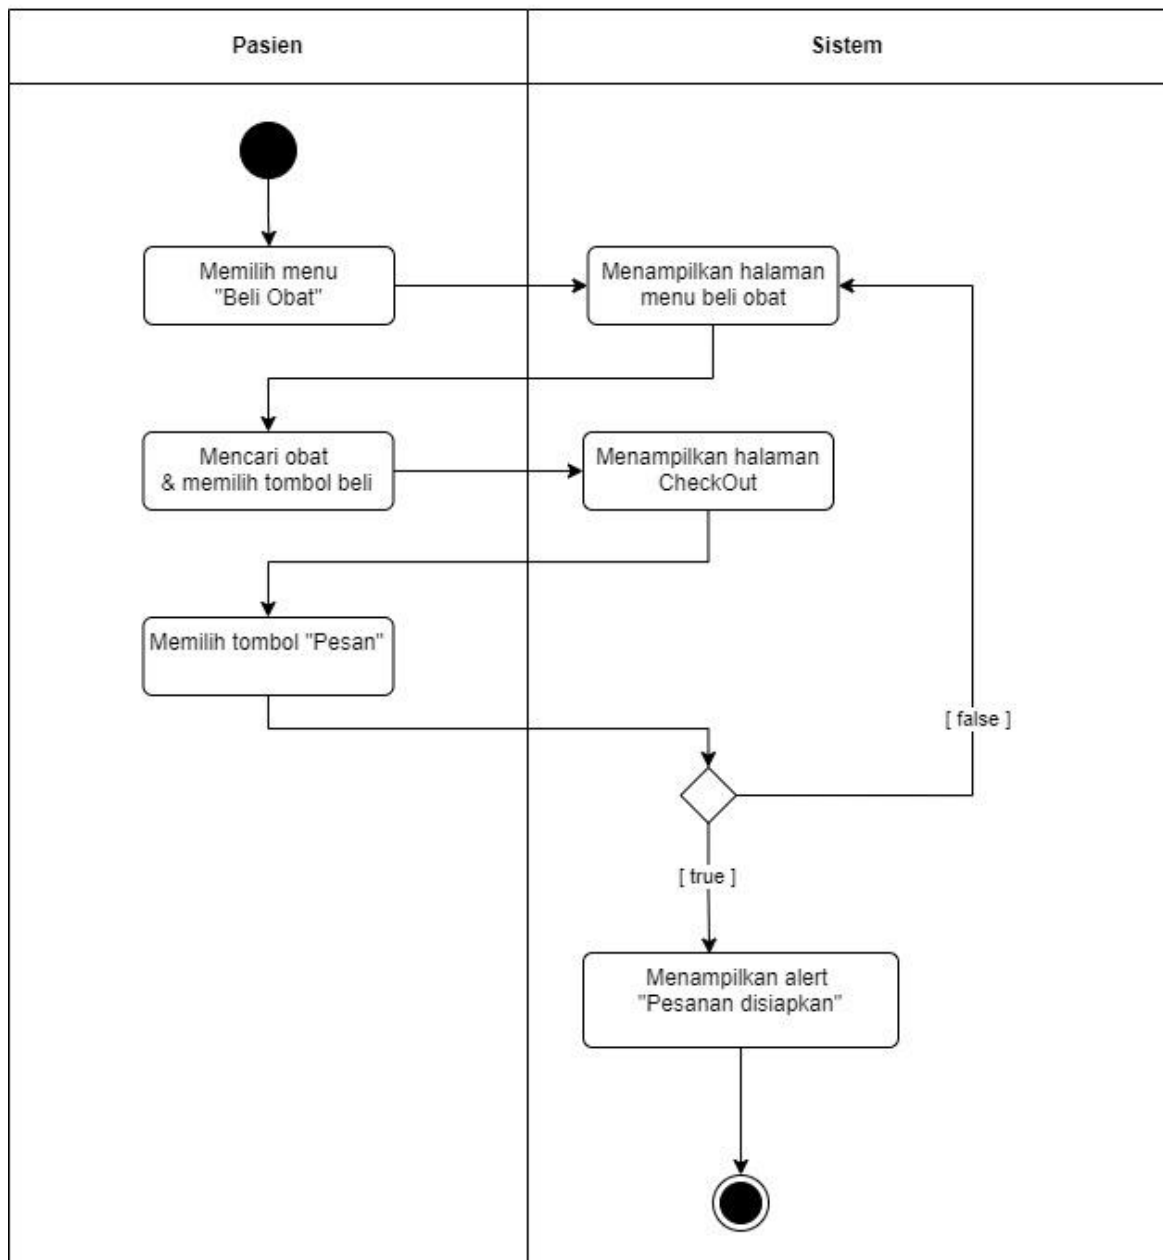 Pasien
Sistem
Memilih menu
"Beli Obat"
Menampilkan halaman
menu beli obat
Mencari obat
& memilih tombol beli
Menampilkan halaman
CheckOut
Memilih tombol "Pesan"
[ false ]
[ true ]
Menampilkan alert
"Pesanan disiapkan"